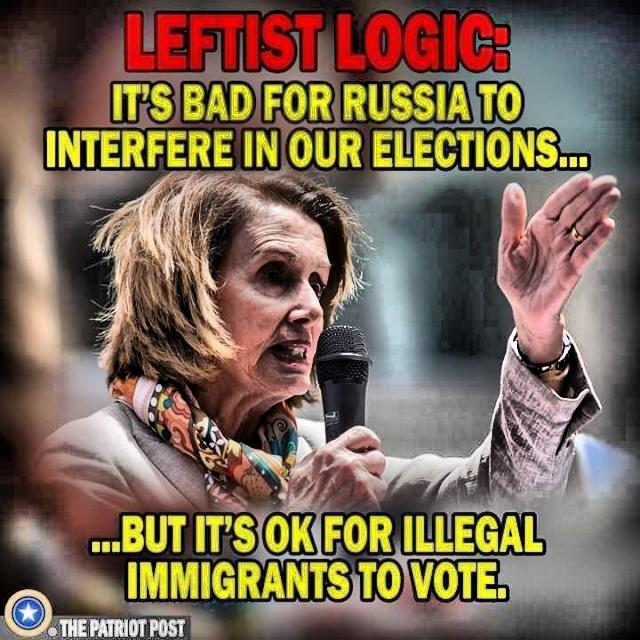 LEFTIST LOGIC:
IT'S BAD FOR RUSSIA TO
INTERFERE IN OUR ELECTIONS...
...BUT IT'S OK FOR ILLEGAL
IMMIGRANTS TO VOTE.
THE PATRIOT POST